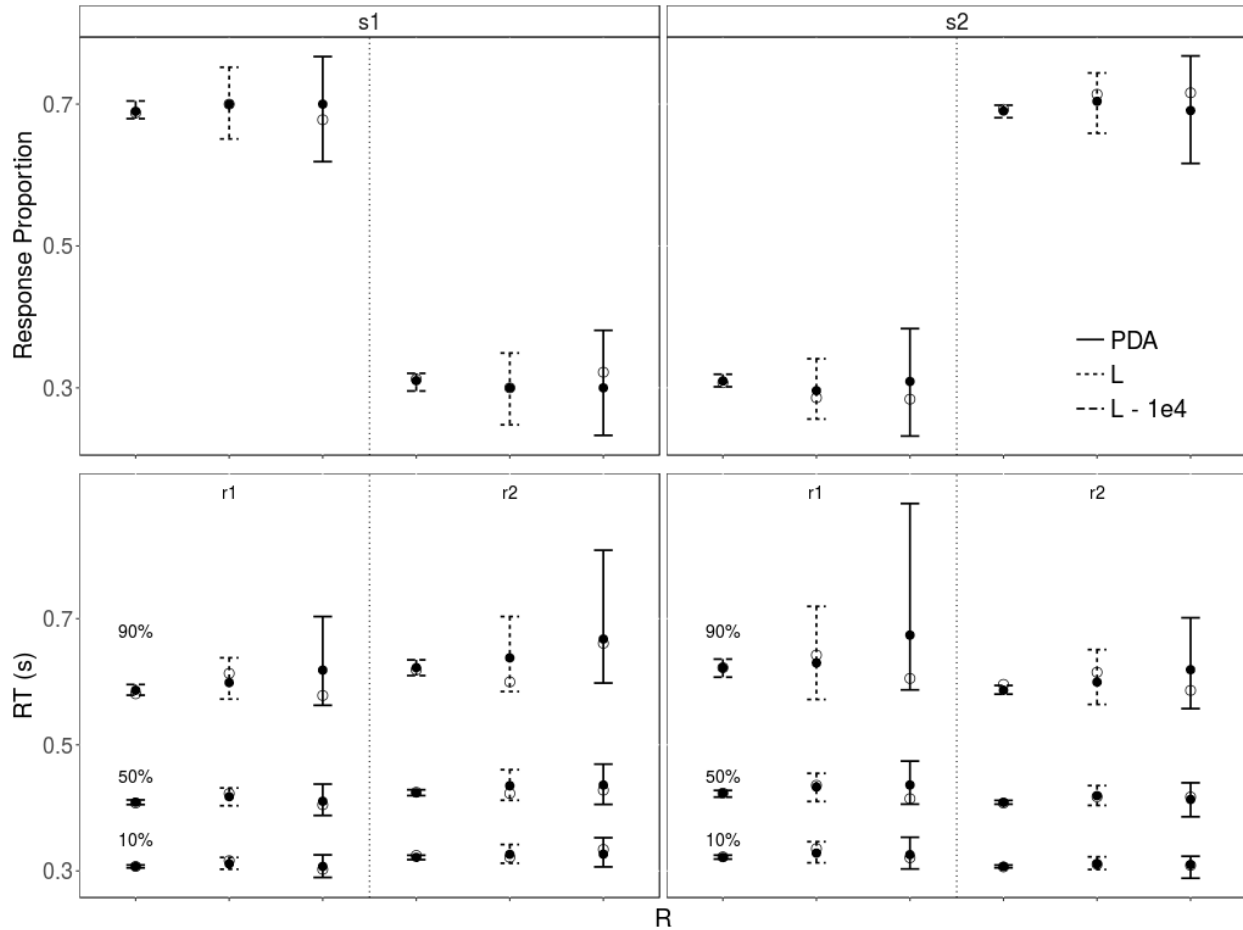 s1
s2
Response Proportion
0.7
0.5
0.3
PDA
L
L - 1e4
r1
r2
r1
r2
RT (s)
0.7
0.5
0.3
90%
50%
10%
90%
50%
10%
R